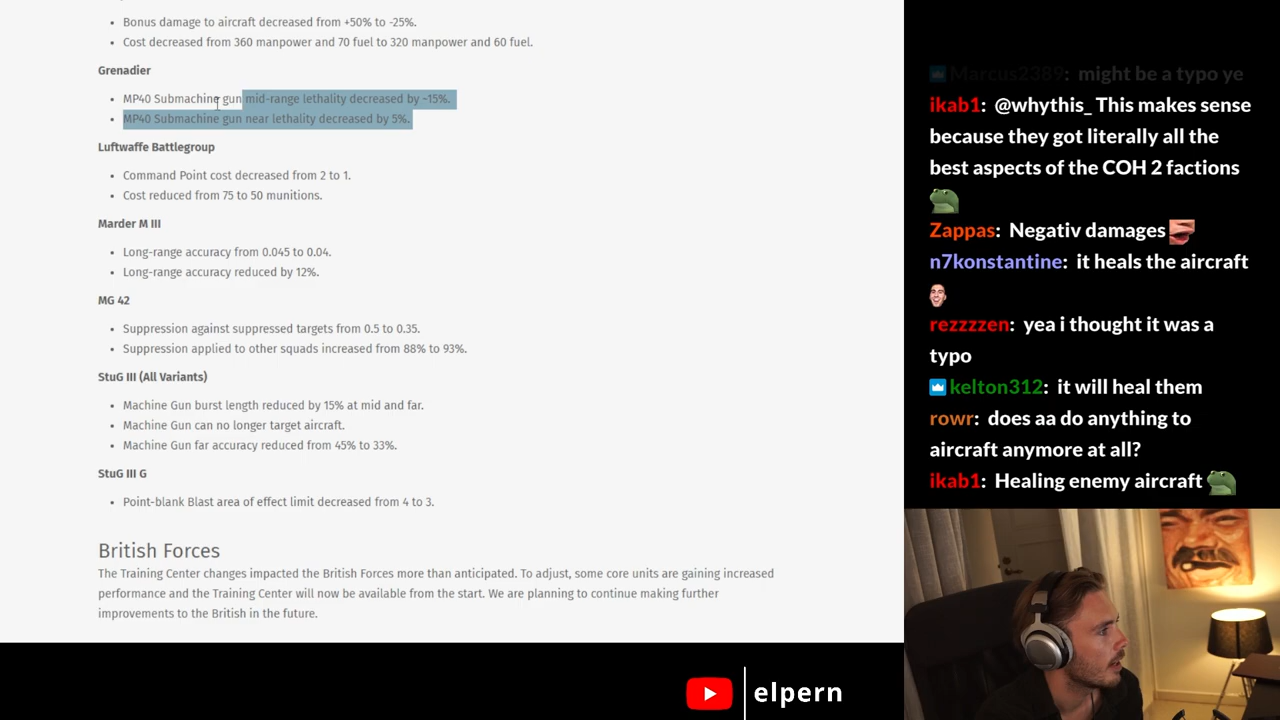 Bonus damage to aircraft decreased from +50% to -25%.
Cost decreased from 360 manpower and 70 fuel to 320 manpower and 60 fuel.
Grenadier
MP40 Submachine gun mid-range lethality decreased by ~15%.
MP40 Submachine gun near lethality decreased by 5%.
Luftwaffe Battlegroup
Command Point cost decreased from 2 to 1.
Cost reduced from 75 to 50 munitions.
Marder M III
Long-range accuracy from 0.045 to 0.04.
Long-range accuracy reduced by 12%.
MG 42
Suppression against suppressed targets from 0.5 to 0.35.
Suppression applied to other squads increased from 88% to 93%.
StuG III (All Variants)
Machine Gun burst length reduced by 15% at mid and far.
Machine Gun can no longer target aircraft.
Machine Gun far accuracy reduced from 45% to 33%.
StuG III G
Point-blank Blast area of effect limit decreased from 4 to 3.
British Forces
The Training Center changes impacted the British Forces more than anticipated. To adjust, some core units are gaining increased
performance and the Training Center will now be available from the start. We are planning to continue making further
improvements to the British in the future.
Marcus2389: might be a typo ye
ikab1: @whythis_ This makes sense
because they got literally all the
best aspects of the COH 2 factions
Zappas: Negativ damages
n7konstantine: it heals the aircraft
rezzzzen: yea i thought it was a
typo
kelton312: it will heal them
rowr: does aa do anything to
aircraft anymore at all?
ikab1: Healing enemy aircraft
elpern